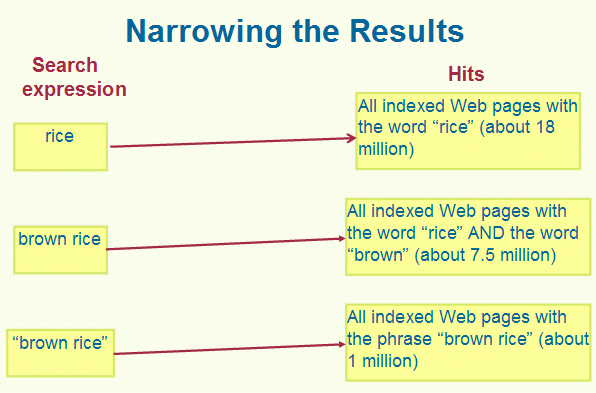 Narrowing the Results
Search
expression
Hits
rice
All indexed Web pages with
the word “rice” (about 18
million)
brown rice
All indexed Web pages with
the word “rice” AND the word
“brown” (about 7.5 million)
“brown rice”
All indexed Web pages with
the phrase “brown rice” (about
1 million)